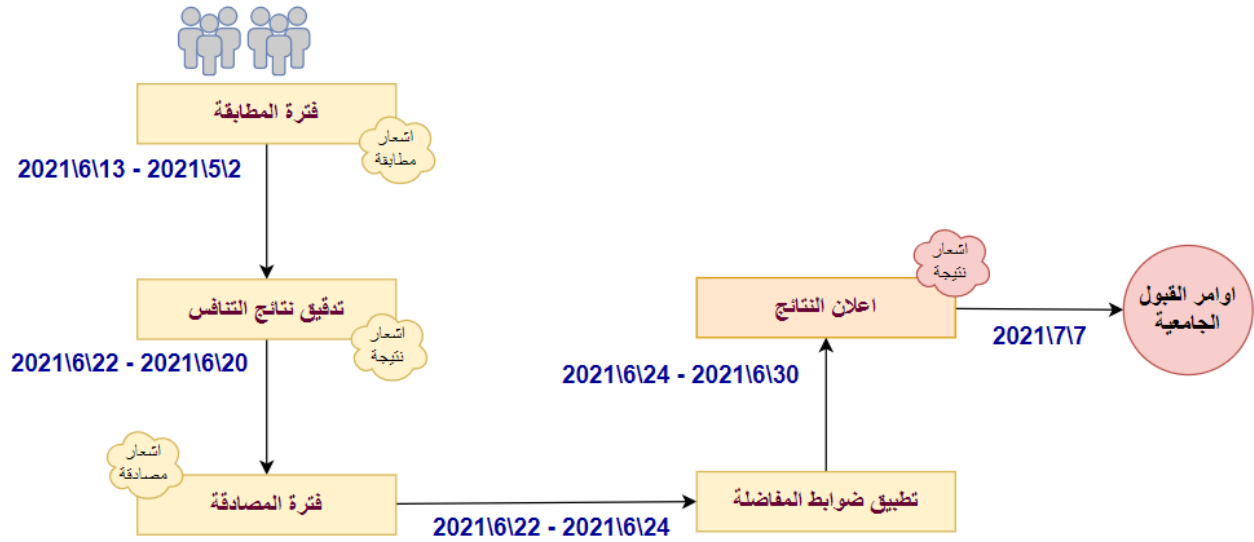 فترة المطابقة
اشعار
مطابقة
2021\6\13 - 2021\5\2
تدقيق نتائج التنافس
اشعار
نتيجة
2021\6\22 - 2021\6\20
اشعار
مصادقة
فترة المصادقة
2021\6\22 - 2021\6\24
تطبيق ضوابط المفاضلة
2021\6\24 - 2021\6\30
اعلان النتائج
اشعار
نتيجة
2021\7\7
اوامر القبول
الجامعية